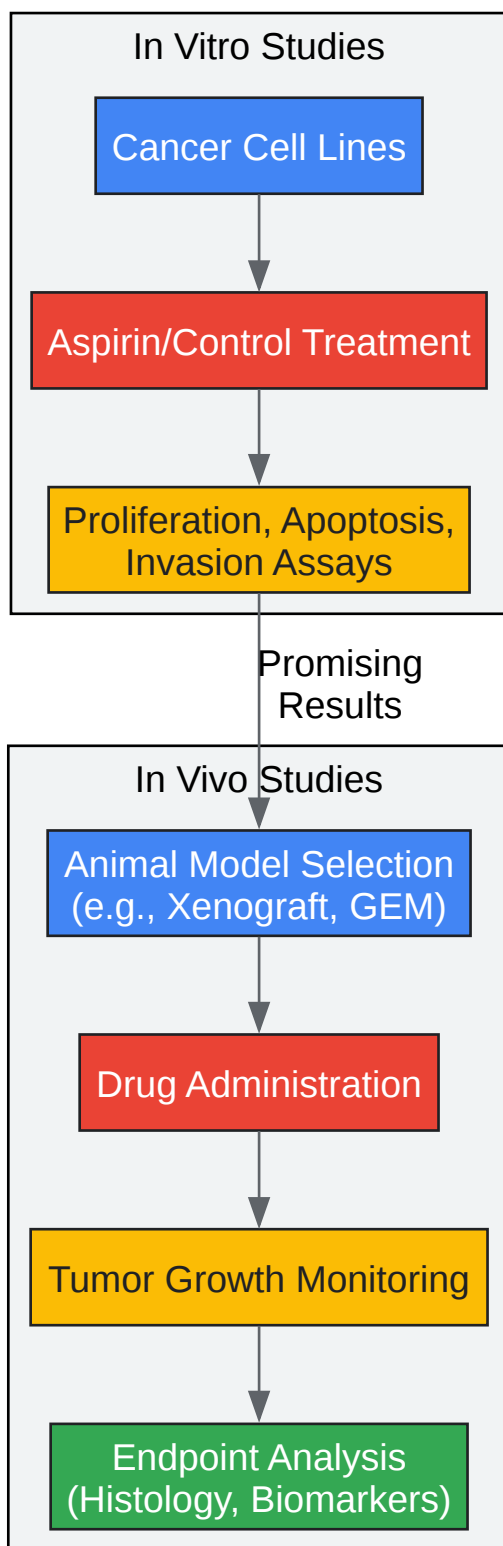 In Vitro Studies
Cancer Cell Lines
Aspirin/Control Treatment
Proliferation, Apoptosis,
Invasion Assays
Promising
Results
In Vivo Studies
Animal Model Selection
(e.g., Xenograft, GEM)
Drug Administration
Tumor Growth Monitoring
Endpoint Analysis
(Histology, Biomarkers)